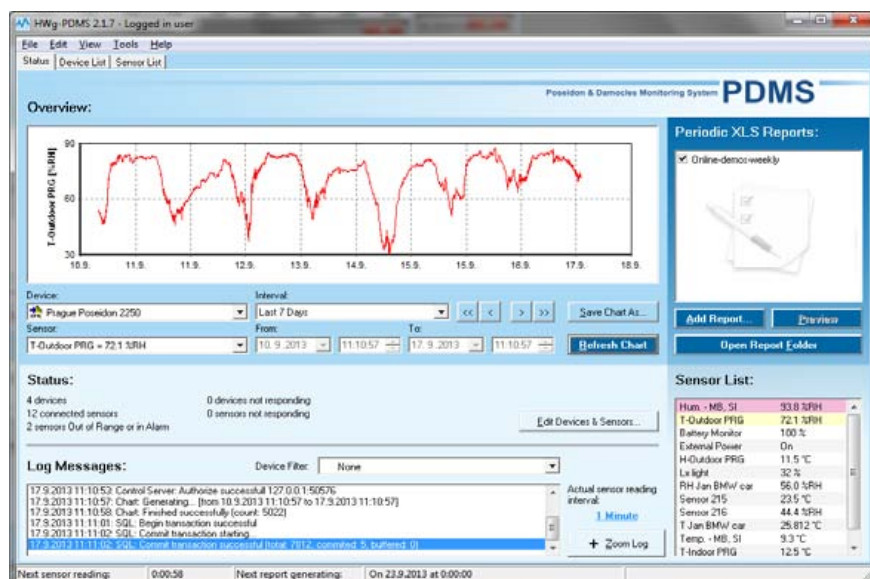 HWg-PDMS 2.1.7 - Logged in user
File Edit View Tools Help
Status Device List Sensor List
Poseidon & Damocles Monitoring System PDMS
Overview:
T-Outdoor PRG [%RH]
90
60
30
10.9. 11.9. 12.9. 13.9. 14.9. 15.9. 15.9. 16.9. 17.9. 18.9.
Device:
Prague Poseidon 2250
Interval:
Last 7 Days
<< < > >>
Save Chart As...
Sensor:
T-Outdoor PRG = 72.1 %RH
From:
10. 9. 2013 11:10:57
To:
17. 9. 2013 11:10:57
Refresh Chart
Periodic XLS Reports:
Online-demos-weekly
Add Report... Preview
Open Report Folder
Status:
4 devices
12 connected sensors
2 sensors Out of Range or in Alarm
0 devices not responding
0 sensors not responding
Edit Devices & Sensors...
Log Messages:
Device Filter: None
17.9.2013 11:10:53: Control Server: Authorize successfull 127.0.0.1:50576
17.9.2013 11:10:57: Chart: Generating... [from 10.9.2013 11:10:57 to 17.9.2013 11:10:57]
17.9.2013 11:10:58: Chart: Finished successfully (count: 5022)
17.9.2013 11:11:01: SQL: Begin transaction successful
17.9.2013 11:11:02: SQL: Commit transaction starting...
17.9.2013 11:11:02: SQL: Commit transaction successful [total: 7812, commited: 5, buffered: 0]
Actual sensor reading
interval:
1 Minute
+ Zoom Log
Sensor List:
Hum. - MB, SI 93.8 %RH
T-Outdoor PRG 72.1 %RH
Battery Monitor 100 %
External Power On
H-Outdoor PRG 11.5 °C
Lx light 32 %
RH Jan BMW car 56.0 %RH
Sensor 215 23.5 °C
Sensor 216 44.4 %RH
T Jan BMW car 25.812 °C
Temp. - MB, SI 9.3 °C
T-Indoor PRG 12.5 °C
Next sensor reading: 0:00:58 Next report generating: On 23.9.2013 at 0:00:00